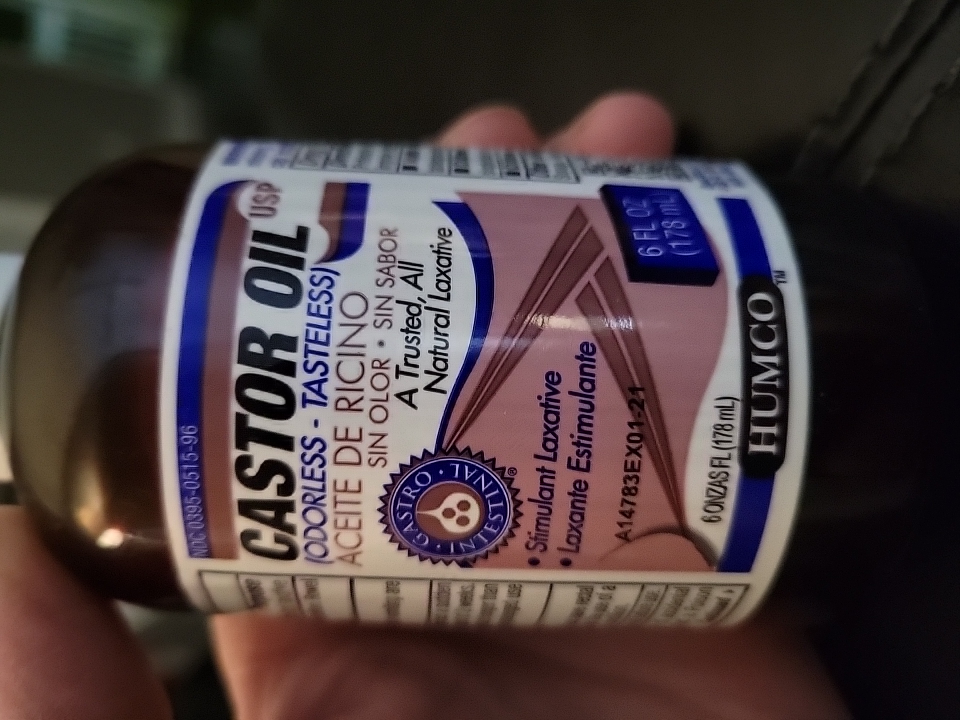 NDC 0395-0515-96
CASTOR OIL USP
(ODORLESS - TASTELESS)
ACEITE DE RICINO
SIN OLOR • SIN SABOR
A Trusted, All
Natural Laxative
GASTRO • INTESTINAL • ®
• Stimulant Laxative
• Laxante Estimulante
A14783EX01-21
6 FL OZ
(178 mL)
6 ONZAS FL (178 mL)
HUMCO™